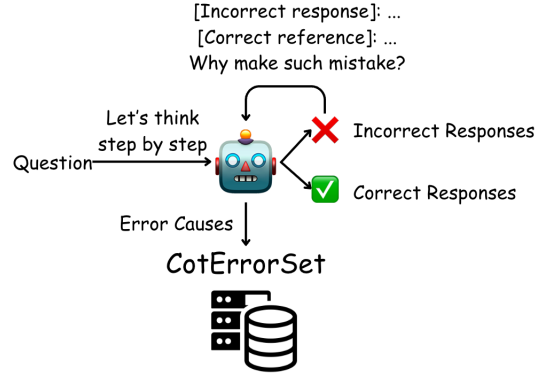 [Incorrect response]: ...
[Correct reference]: ...
Why make such mistake?
Let's think
step by step
Question
Incorrect Responses
Correct Responses
Error Causes
CotErrorSet